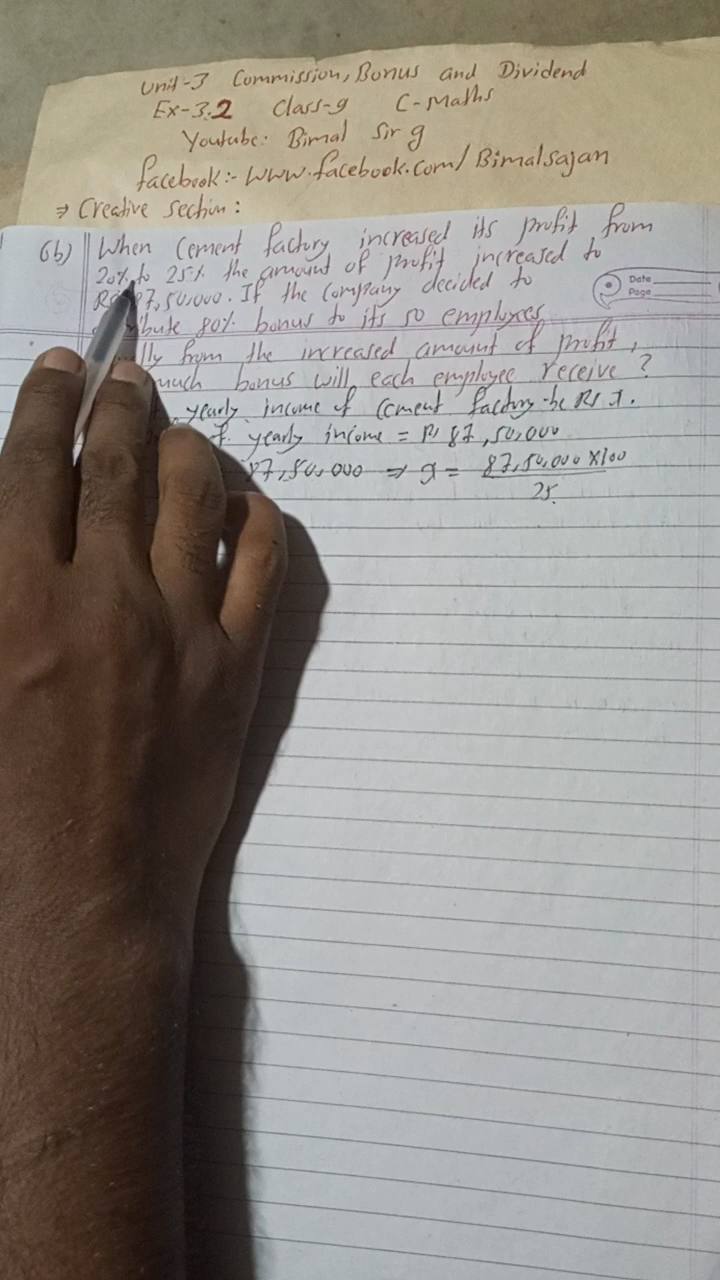 Unit-3 Commission, Bonus and Dividend
Ex-3.2 Class-9 C-Maths
Youtube: Bimal Sir g
facebook:- www.facebook.com/Bimalsajan
⇒ Creative section:
6b) When Cement factory increased its profit from
20% to 25% the amount of profit increased to
87,50,000. If the Company decided to
80% bonus to its 50 employees
from the increased amount of profit,
much bonus will each employee receive ?
yearly income of Cement factory be Rs x.
yearly income = Rs 87,50,000
87,50,000 ⇒ x = 87,50,000 x100
25
Date
Page